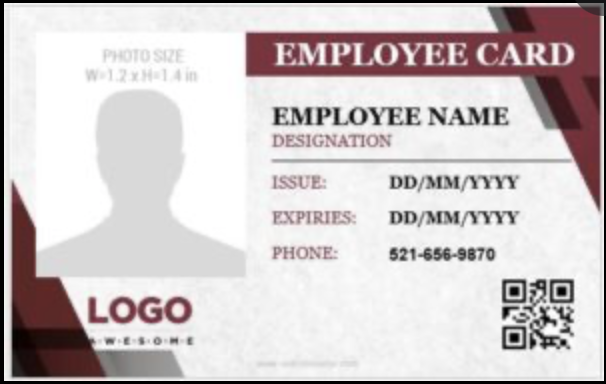 PHOTO SIZE
W=1.2 x H=1.4 in
EMPLOYEE CARD
EMPLOYEE NAME
DESIGNATION
ISSUE: DD/MM/YYYY
EXPIRIES: DD/MM/YYYY
PHONE: 521-656-9870
LOGO
A·W·E·S·O·M·E